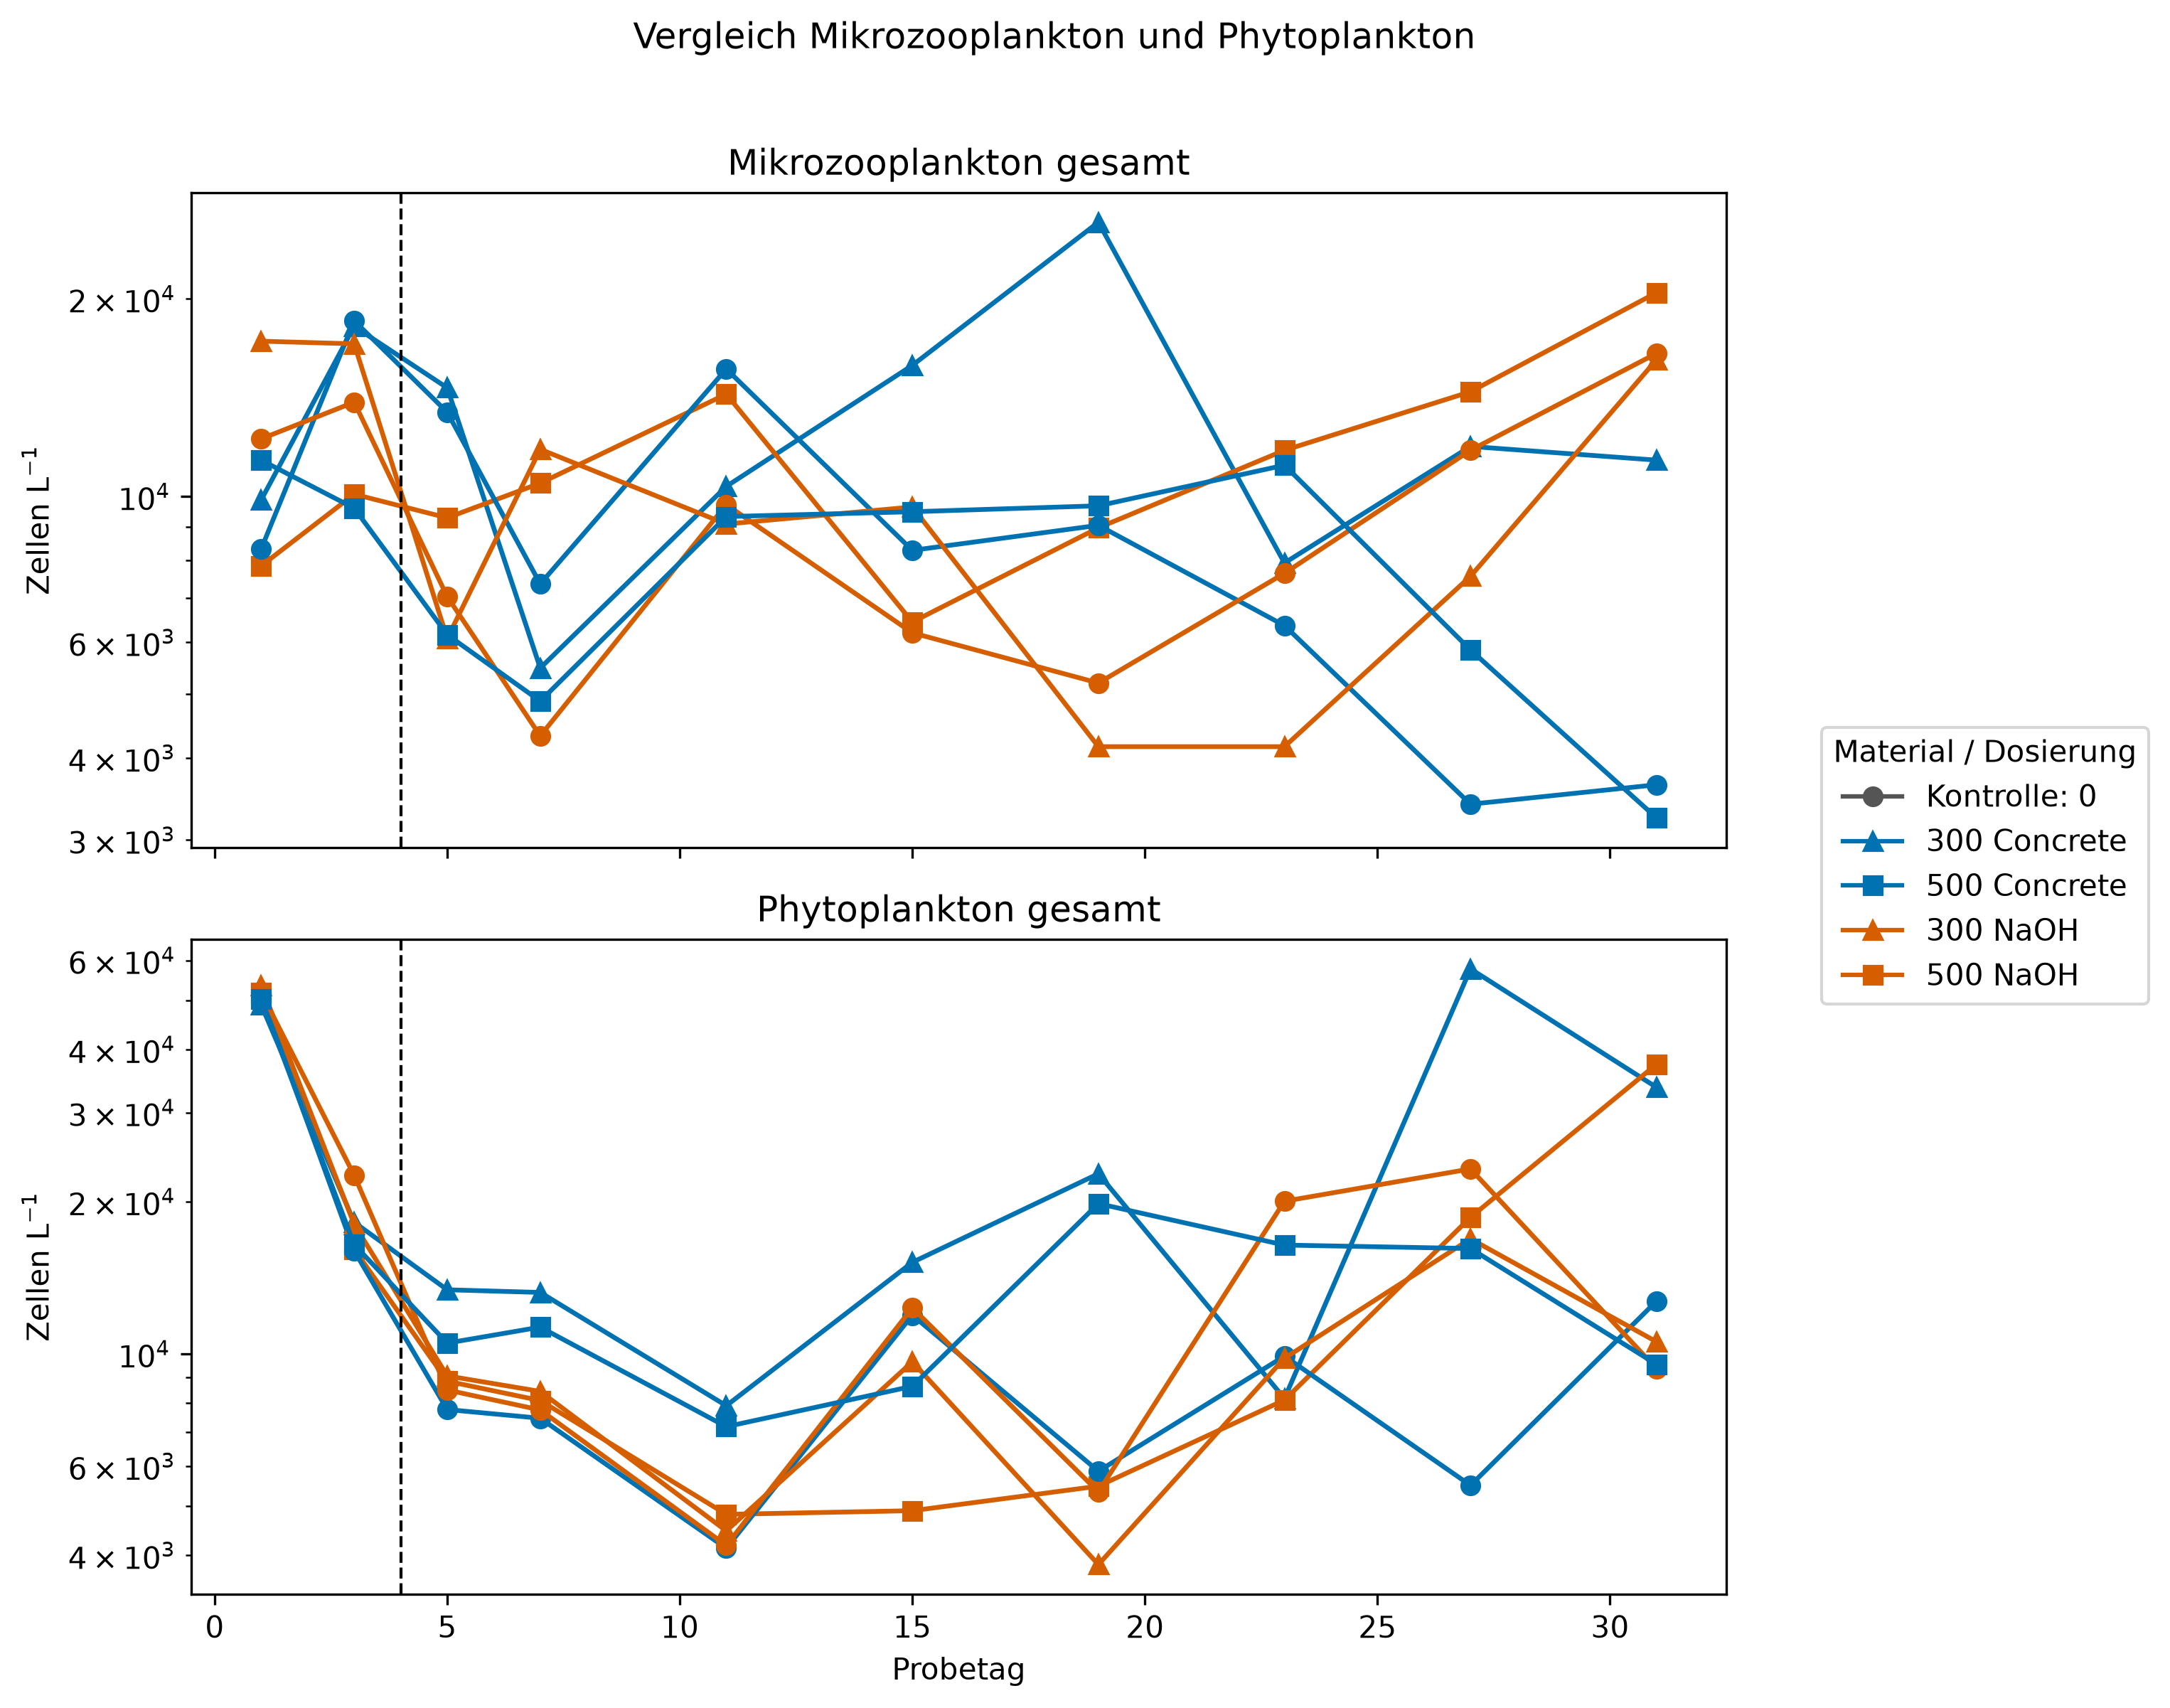 Vergleich Mikrozooplankton und Phytoplankton
Mikrozooplankton gesamt
Zellen L⁻¹
2 × 10⁴
10⁴
6 × 10³
4 × 10³
3 × 10³
Material / Dosierung
Kontrolle: 0
300 Concrete
500 Concrete
300 NaOH
500 NaOH
Phytoplankton gesamt
Zellen L⁻¹
6 × 10⁴
4 × 10⁴
3 × 10⁴
2 × 10⁴
10⁴
6 × 10³
4 × 10³
0 5 10 15 20 25 30
Probetag